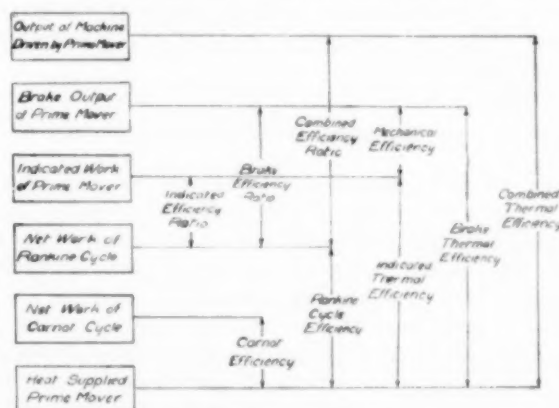 Output of Machine
Driven by Prime Mover
Brake Output
of Prime Mover
Indicated Work
of Prime Mover
Net Work of
Rankine Cycle
Net Work of
Carnot Cycle
Heat Supplied
Prime Mover
Indicated
Efficiency
Ratio
Brake
Efficiency
Ratio
Combined
Efficiency
Ratio
Mechanical
Efficiency
Carnot
Efficiency
Rankine
Cycle
Efficiency
Indicated
Thermal
Efficiency
Brake
Thermal
Efficiency
Combined
Thermal
Efficiency